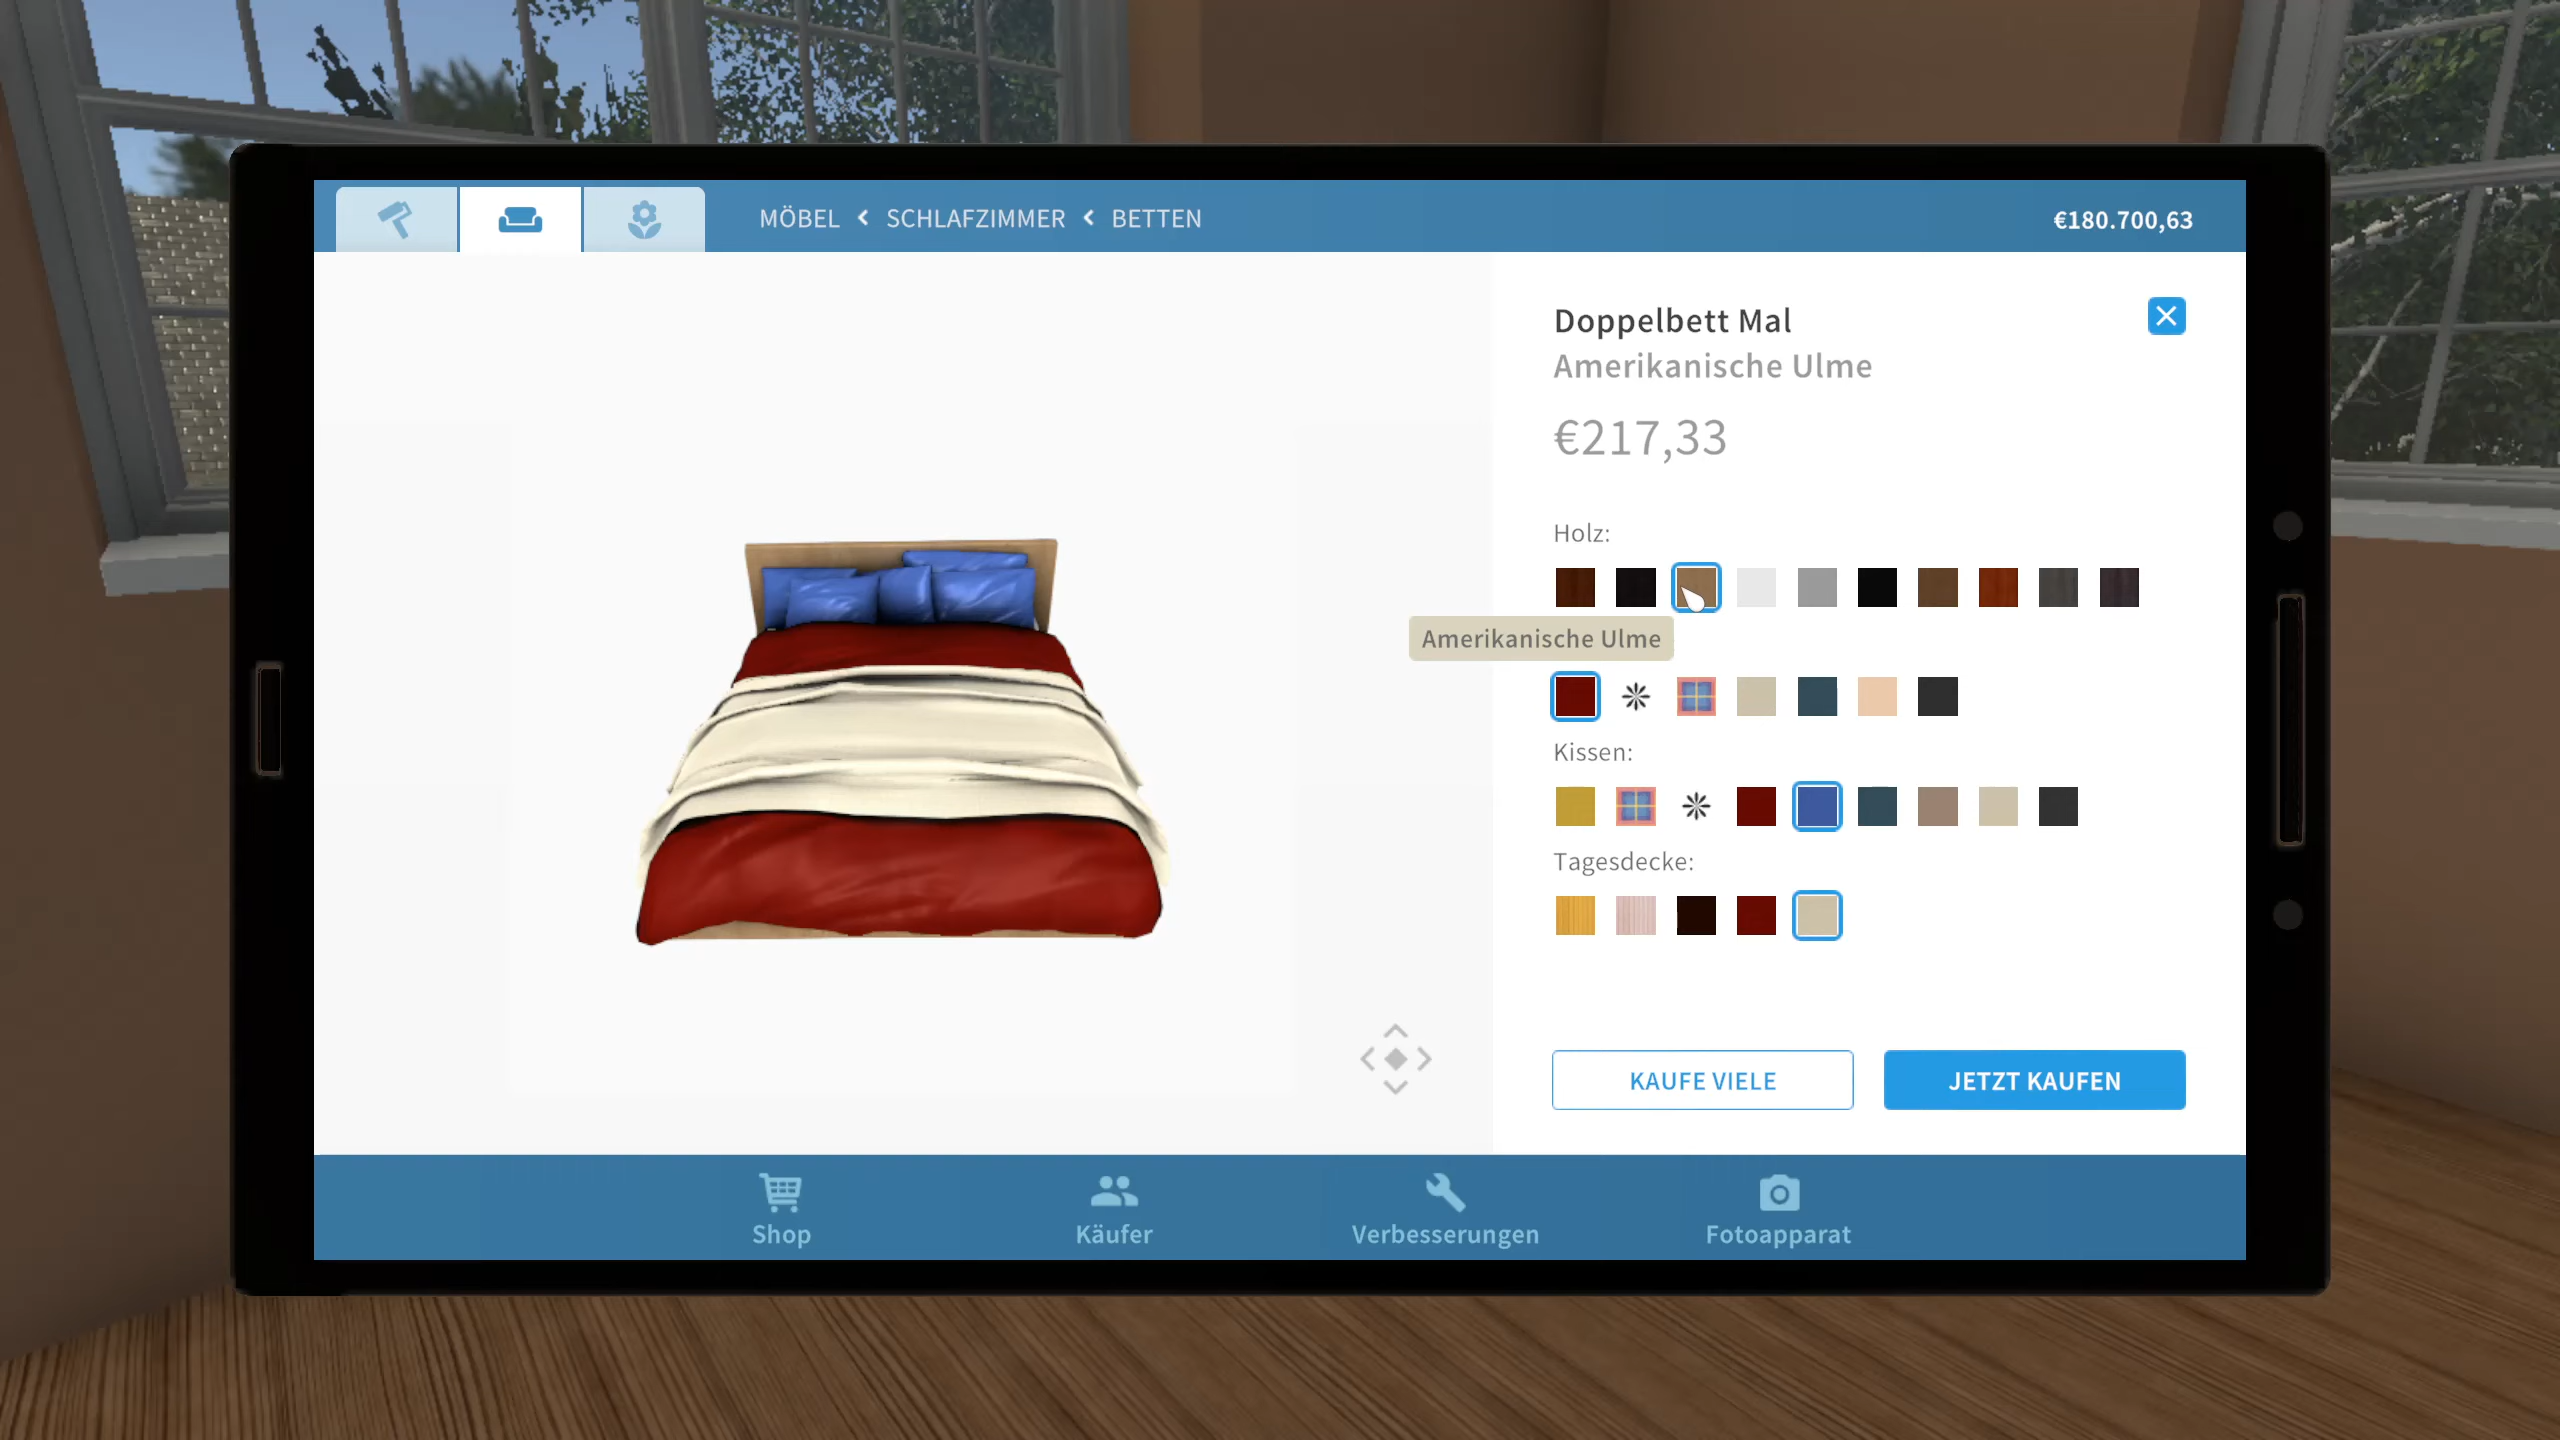 MÖBEL < SCHLAFZIMMER < BETTEN
€180.700,63
Doppelbett Mal
Amerikanische Ulme
€217,33
Holz:
Amerikanische Ulme
Kissen:
Tagesdecke:
KAUFE VIELE
JETZT KAUFEN
Shop
Käufer
Verbesserungen
Fotoapparat